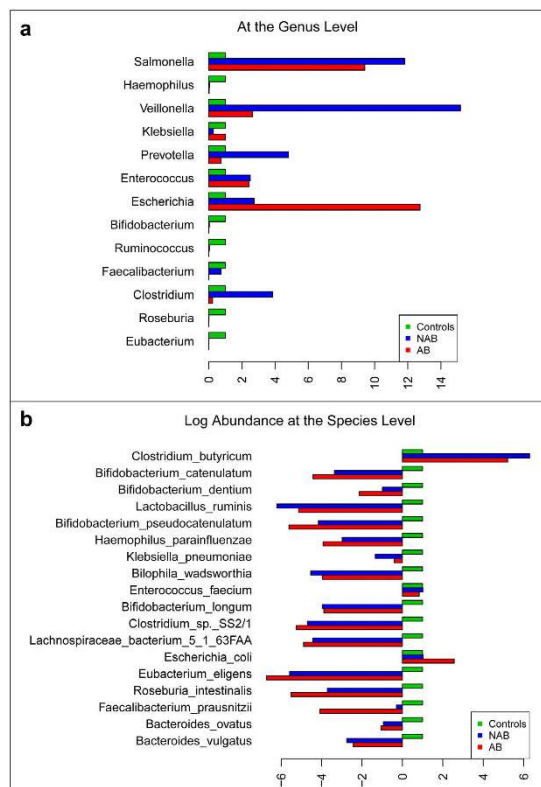 a
At the Genus Level
Salmonella
Haemophilus
Veillonella
Klebsiella
Prevotella
Enterococcus
Escherichia
Bifidobacterium
Ruminococcus
Faecalibacterium
Clostridium
Roseburia
Eubacterium
Controls
NAB
AB
0 2 4 6 8 10 12 14
b
Log Abundance at the Species Level
Clostridium_butyricum
Bifidobacterium_catenulatum
Bifidobacterium_dentium
Lactobacillus_ruminis
Bifidobacterium_pseudocatenulatum
Haemophilus_parainfluenzae
Klebsiella_pneumoniae
Bilophila_wadsworthia
Enterococcus_faecium
Bifidobacterium_longum
Clostridium_sp._SS2/1
Lachnospiraceae_bacterium_5_1_63FAA
Escherichia_coli
Eubacterium_eligens
Roseburia_intestinalis
Faecalibacterium_prausnitzii
Bacteroides_ovatus
Bacteroides_vulgatus
Controls
NAB
AB
−6 −4 −2 0 2 4 6